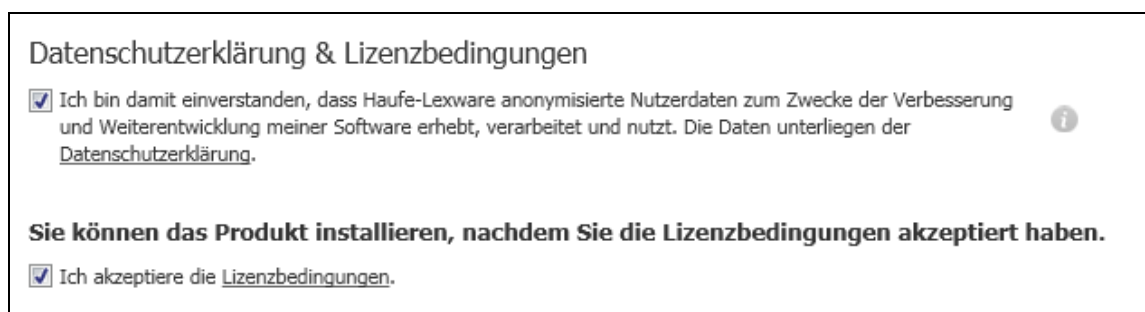 Datenschutzerklärung & Lizenzbedingungen
Ich bin damit einverstanden, dass Haufe-Lexware anonymisierte Nutzerdaten zum Zwecke der Verbesserung
und Weiterentwicklung meiner Software erhebt, verarbeitet und nutzt. Die Daten unterliegen der
Datenschutzerklärung.
Sie können das Produkt installieren, nachdem Sie die Lizenzbedingungen akzeptiert haben.
Ich akzeptiere die Lizenzbedingungen.